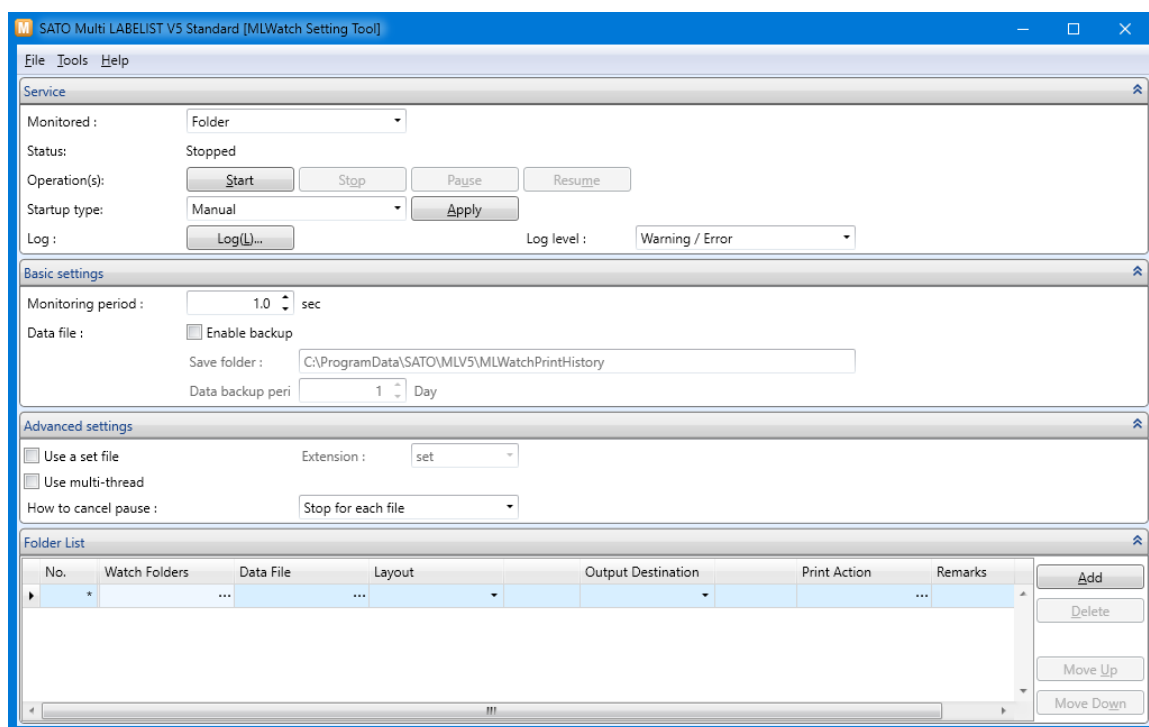 M SATO Multi LABELIST V5 Standard [MLWatch Setting Tool]
File Tools Help
Service
Monitored : Folder
Status: Stopped
Operation(s): Start Stop Pause Resume
Startup type: Manual Apply
Log : Log(L)... Log level : Warning / Error
Basic settings
Monitoring period : 1.0 sec
Data file : Enable backup
Save folder : C:\ProgramData\SATO\MLV5\MLWatchPrintHistory
Data backup peri 1 Day
Advanced settings
Use a set file Extension : set
Use multi-thread
How to cancel pause : Stop for each file
Folder List
No. Watch Folders Data File Layout Output Destination Print Action Remarks Add
* ... ... ...
Delete
Move Up
Move Down